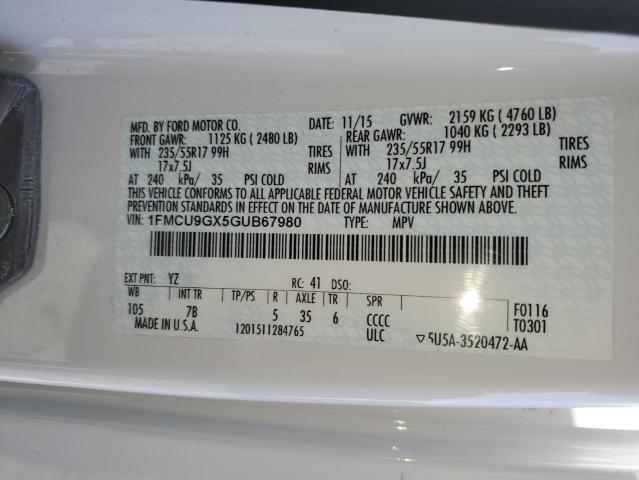 MFD. BY FORD MOTOR CO. DATE: 11/15 GVWR: 2159 KG ( 4760 LB)
FRONT GAWR: 1125 KG ( 2480 LB) REAR GAWR: 1040 KG ( 2293 LB)
WITH 235/55R17 99H TIRES WITH 235/55R17 99H TIRES
17x7.5J RIMS 17x7.5J RIMS
AT 240 kPa/ 35 PSI COLD AT 240 kPa/ 35 PSI COLD
THIS VEHICLE CONFORMS TO ALL APPLICABLE FEDERAL MOTOR VEHICLE SAFETY AND THEFT
PREVENTION STANDARDS IN EFFECT ON THE DATE OF MANUFACTURE SHOWN ABOVE.
VIN: 1FMCU9GX5GUB67980 TYPE: MPV
EXT PNT: YZ RC: 41 DSO:
WB INT TR TP/PS R AXLE TR SPR F0116
105 7B 5 35 6 CCCC T0301
MADE IN U.S.A. 1201511284765 ULC ▽5U5A-3520472-AA